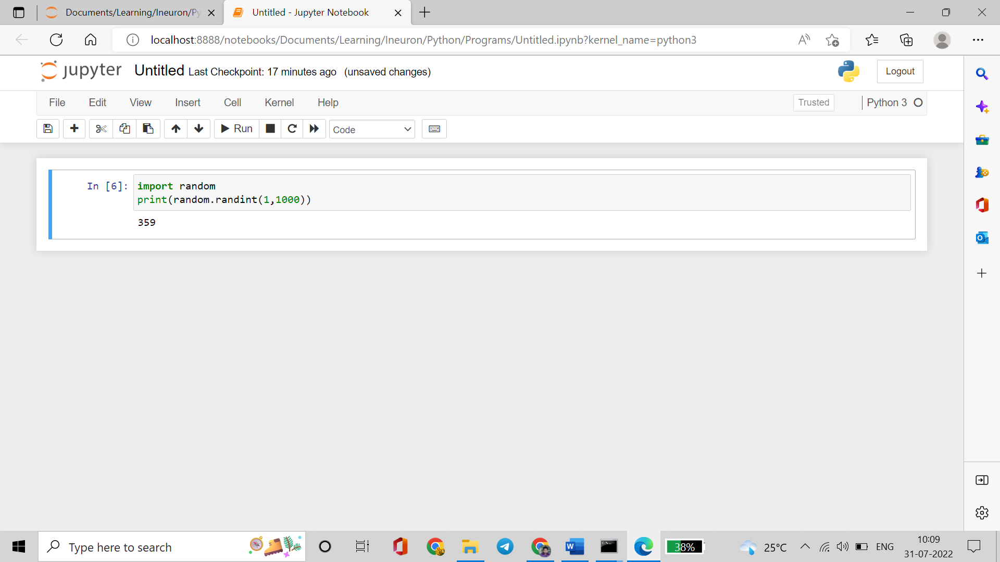 Documents/Learning/Ineuron/Py
Untitled - Jupyter Notebook
localhost:8888/notebooks/Documents/Learning/Ineuron/Python/Programs/Untitled.ipynb?kernel_name=python3
jupyter Untitled Last Checkpoint: 17 minutes ago (unsaved changes)
Logout
File Edit View Insert Cell Kernel Help
Trusted
Python 3
Run
Code
In [6]: import random
print(random.randint(1,1000))
359
Type here to search
38%
25°C
ENG
10:09
31-07-2022